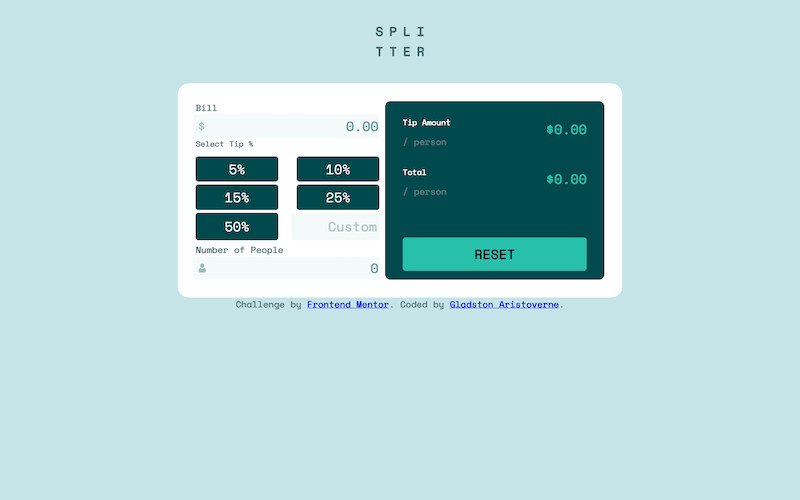 SPLI
TTER
Bill
$ 0.00
Select Tip %
5% 10%
15% 25%
50% Custom
Number of People
0
Tip Amount
/ person
$0.00
Total
/ person
$0.00
RESET
Challenge by Frontend Mentor. Coded by Gladston Aristoverne.